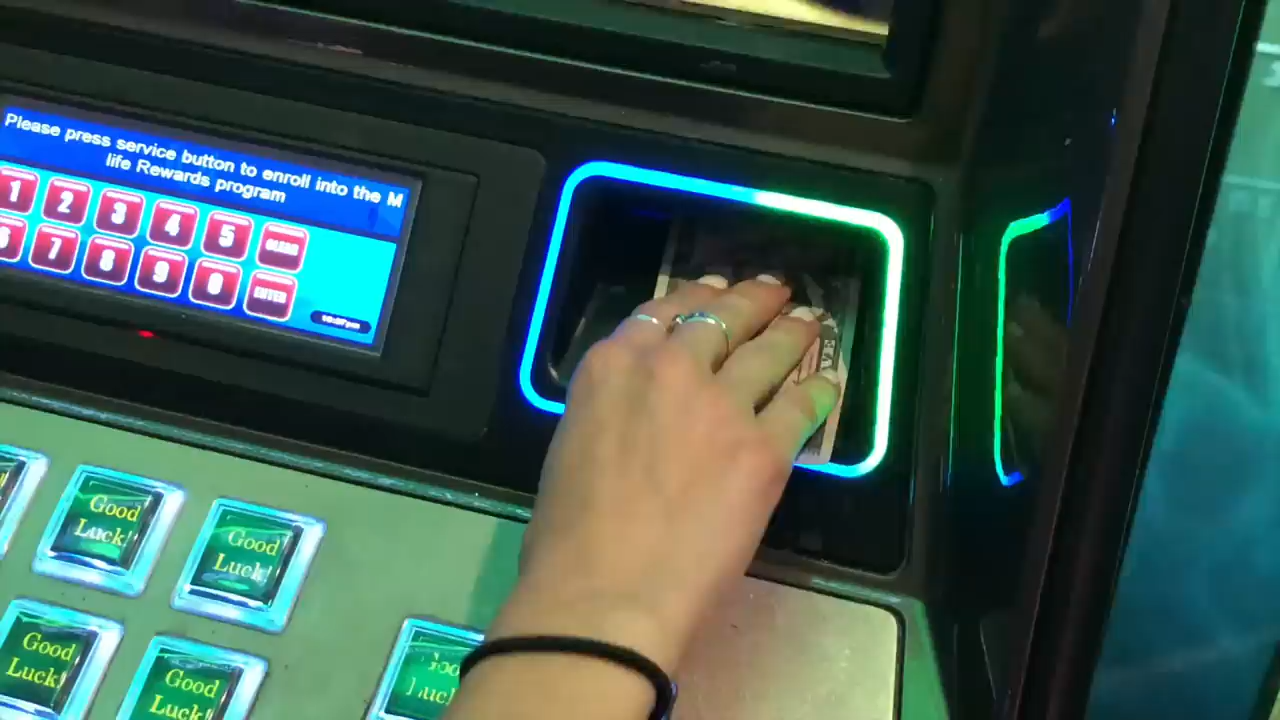 Please press service button to enroll into the M
life Rewards program
1 2 3 4 5 CLEAR
6 7 8 9 0 ENTER
Good
Luck!
Good
Luck!
Good
Luck!
Good
Luck!